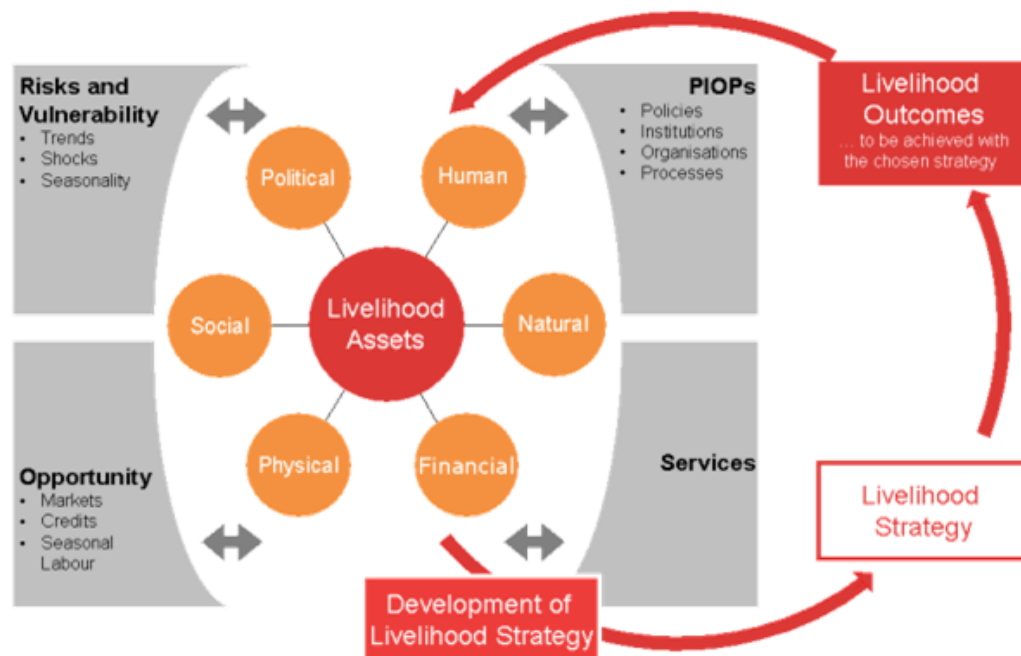 Risks and
Vulnerability
• Trends
• Shocks
• Seasonality
PIOPs
• Policies
• Institutions
• Organisations
• Processes
Livelihood
Outcomes
... to be achieved with
the chosen strategy
Political
Human
Social
Livelihood
Assets
Natural
Physical
Financial
Opportunity
• Markets
• Credits
• Seasonal
Labour
Services
Livelihood
Strategy
Development of
Livelihood Strategy